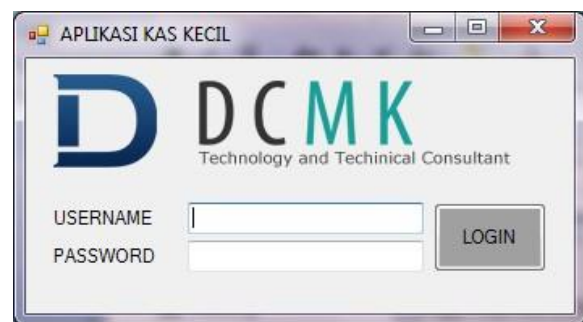 APLIKASI KAS KECIL
D DCMK
Technology and Techinical Consultant
USERNAME
LOGIN
PASSWORD